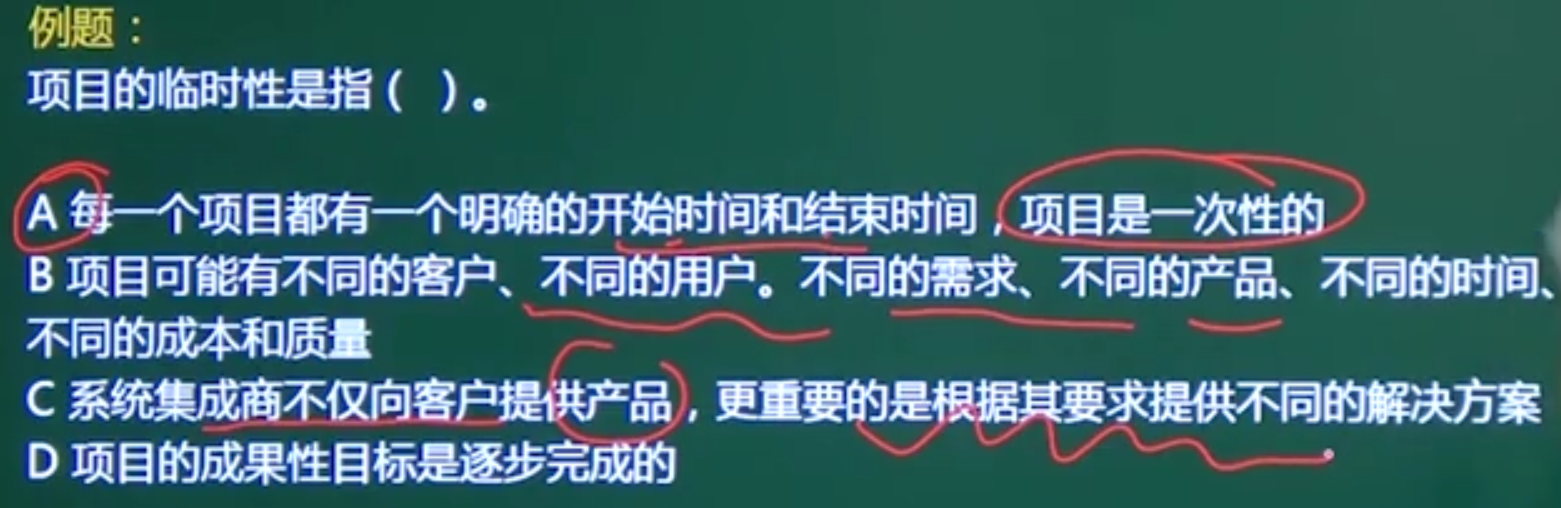 例题：
项目的临时性是指（ ）。
A 每一个项目都有一个明确的开始时间和结束时间，项目是一次性的
B 项目可能有不同的客户、不同的用户。不同的需求、不同的产品、不同的时间、
不同的成本和质量
C 系统集成商不仅向客户提供产品，更重要的是根据其要求提供不同的解决方案
D 项目的成果性目标是逐步完成的